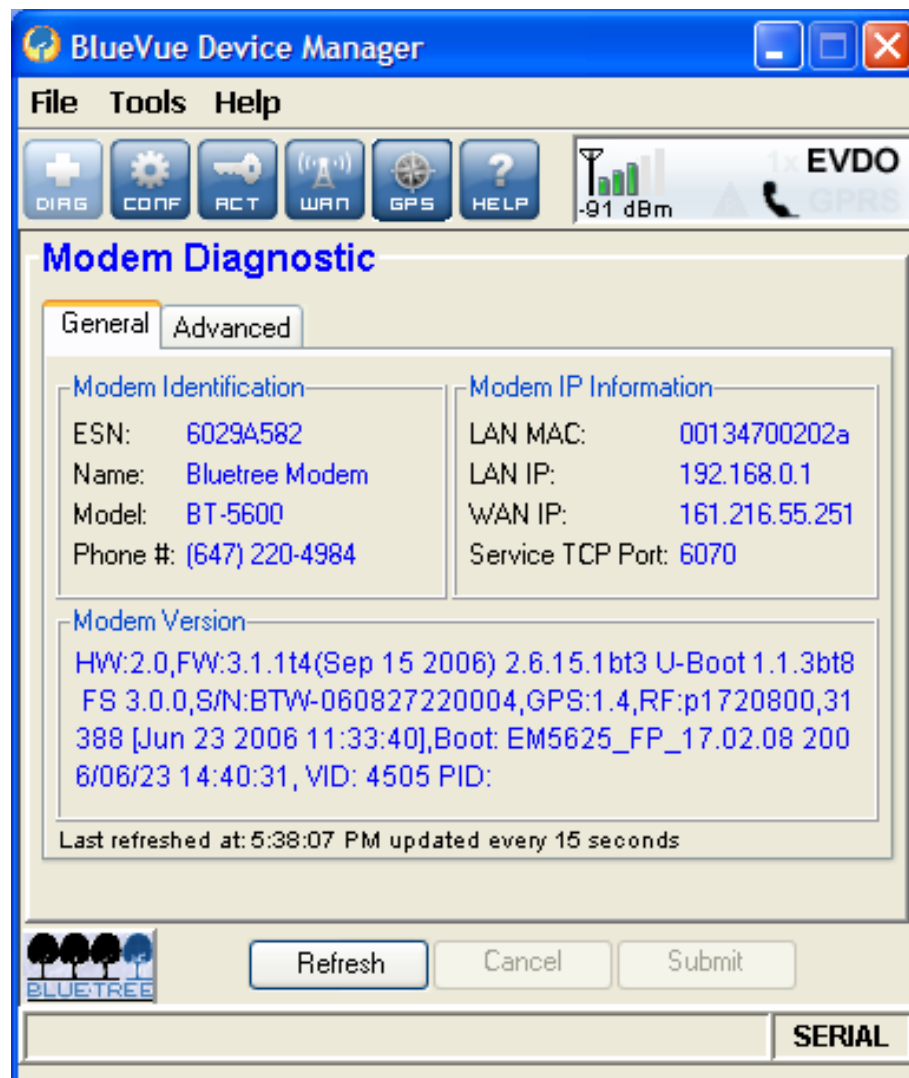 BlueVue Device Manager
File Tools Help
DIAG CONF ACT WAN GPS HELP
-91 dBm
1x EVDO
GPRS
Modem Diagnostic
General Advanced
Modem Identification
ESN: 6029A582
Name: Bluetree Modem
Model: BT-5600
Phone #: (647) 220-4984
Modem IP Information
LAN MAC: 00134700202a
LAN IP: 192.168.0.1
WAN IP: 161.216.55.251
Service TCP Port: 6070
Modem Version
HW:2.0,FW:3.1.1t4(Sep 15 2006) 2.6.15.1bt3 U-Boot 1.1.3bt8
FS 3.0.0,S/N:BTW-060827220004,GPS:1.4,RF:p1720800,31
388 [Jun 23 2006 11:33:40],Boot: EM5625_FP_17.02.08 200
6/06/23 14:40:31, VID: 4505 PID:
Last refreshed at: 5:38:07 PM updated every 15 seconds
BLUETREE
Refresh Cancel Submit
SERIAL